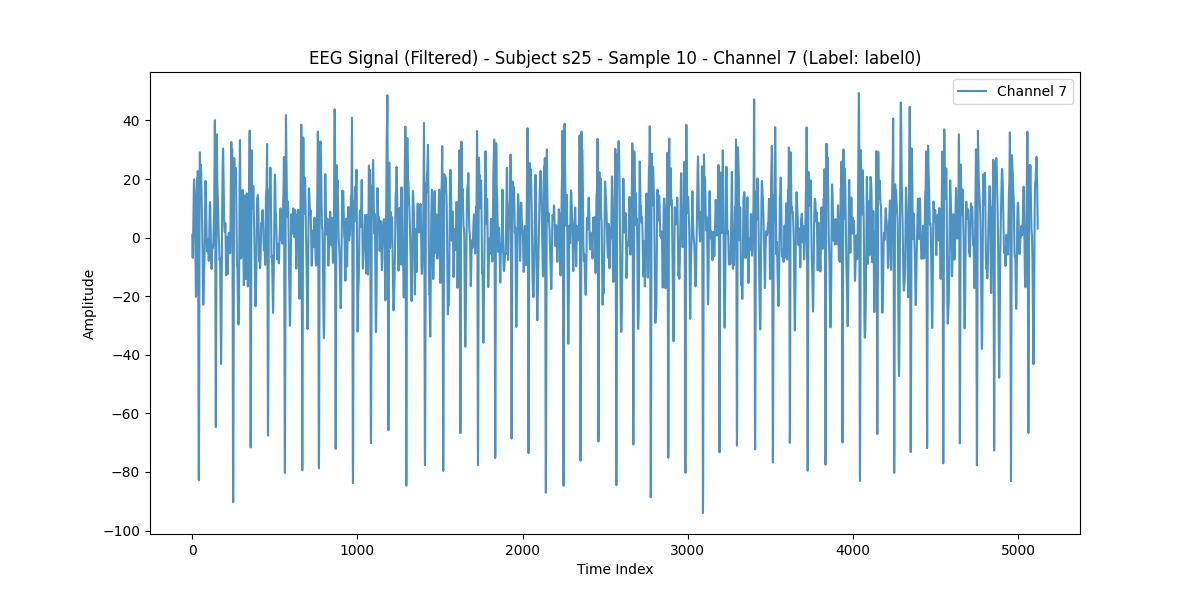 EEG Signal (Filtered) - Subject s25 - Sample 10 - Channel 7 (Label: label0)
Channel 7
40
20
0
−20
−40
−60
−80
−100
Amplitude
0 1000 2000 3000 4000 5000
Time Index